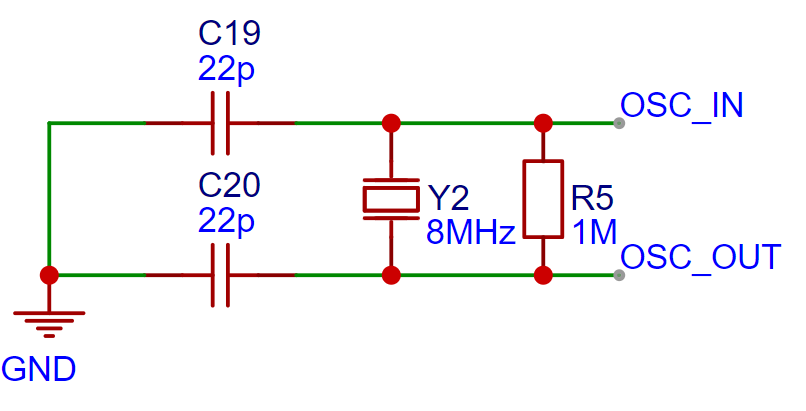 C19
22p
OSC_IN
C20
22p
Y2
8MHz
R5
1M
OSC_OUT
GND